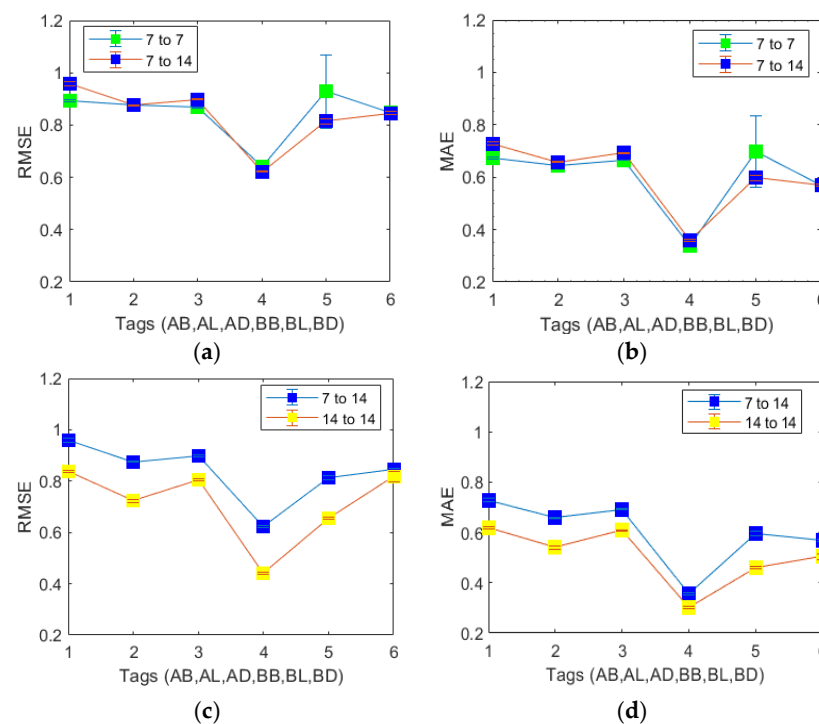 7 to 7
7 to 14
RMSE
1.2
1
0.8
0.6
0.4
0.2
1 2 3 4 5 6
Tags (AB,AL,AD,BB,BL,BD)
(a)
7 to 7
7 to 14
MAE
1.2
1
0.8
0.6
0.4
0.2
1 2 3 4 5 6
Tags (AB,AL,AD,BB,BL,BD)
(b)
7 to 14
14 to 14
RMSE
1.2
1
0.8
0.6
0.4
0.2
1 2 3 4 5 6
Tags (AB,AL,AD,BB,BL,BD)
(c)
7 to 14
14 to 14
MAE
1.2
1
0.8
0.6
0.4
0.2
1 2 3 4 5 6
Tags (AB,AL,AD,BB,BL,BD)
(d)